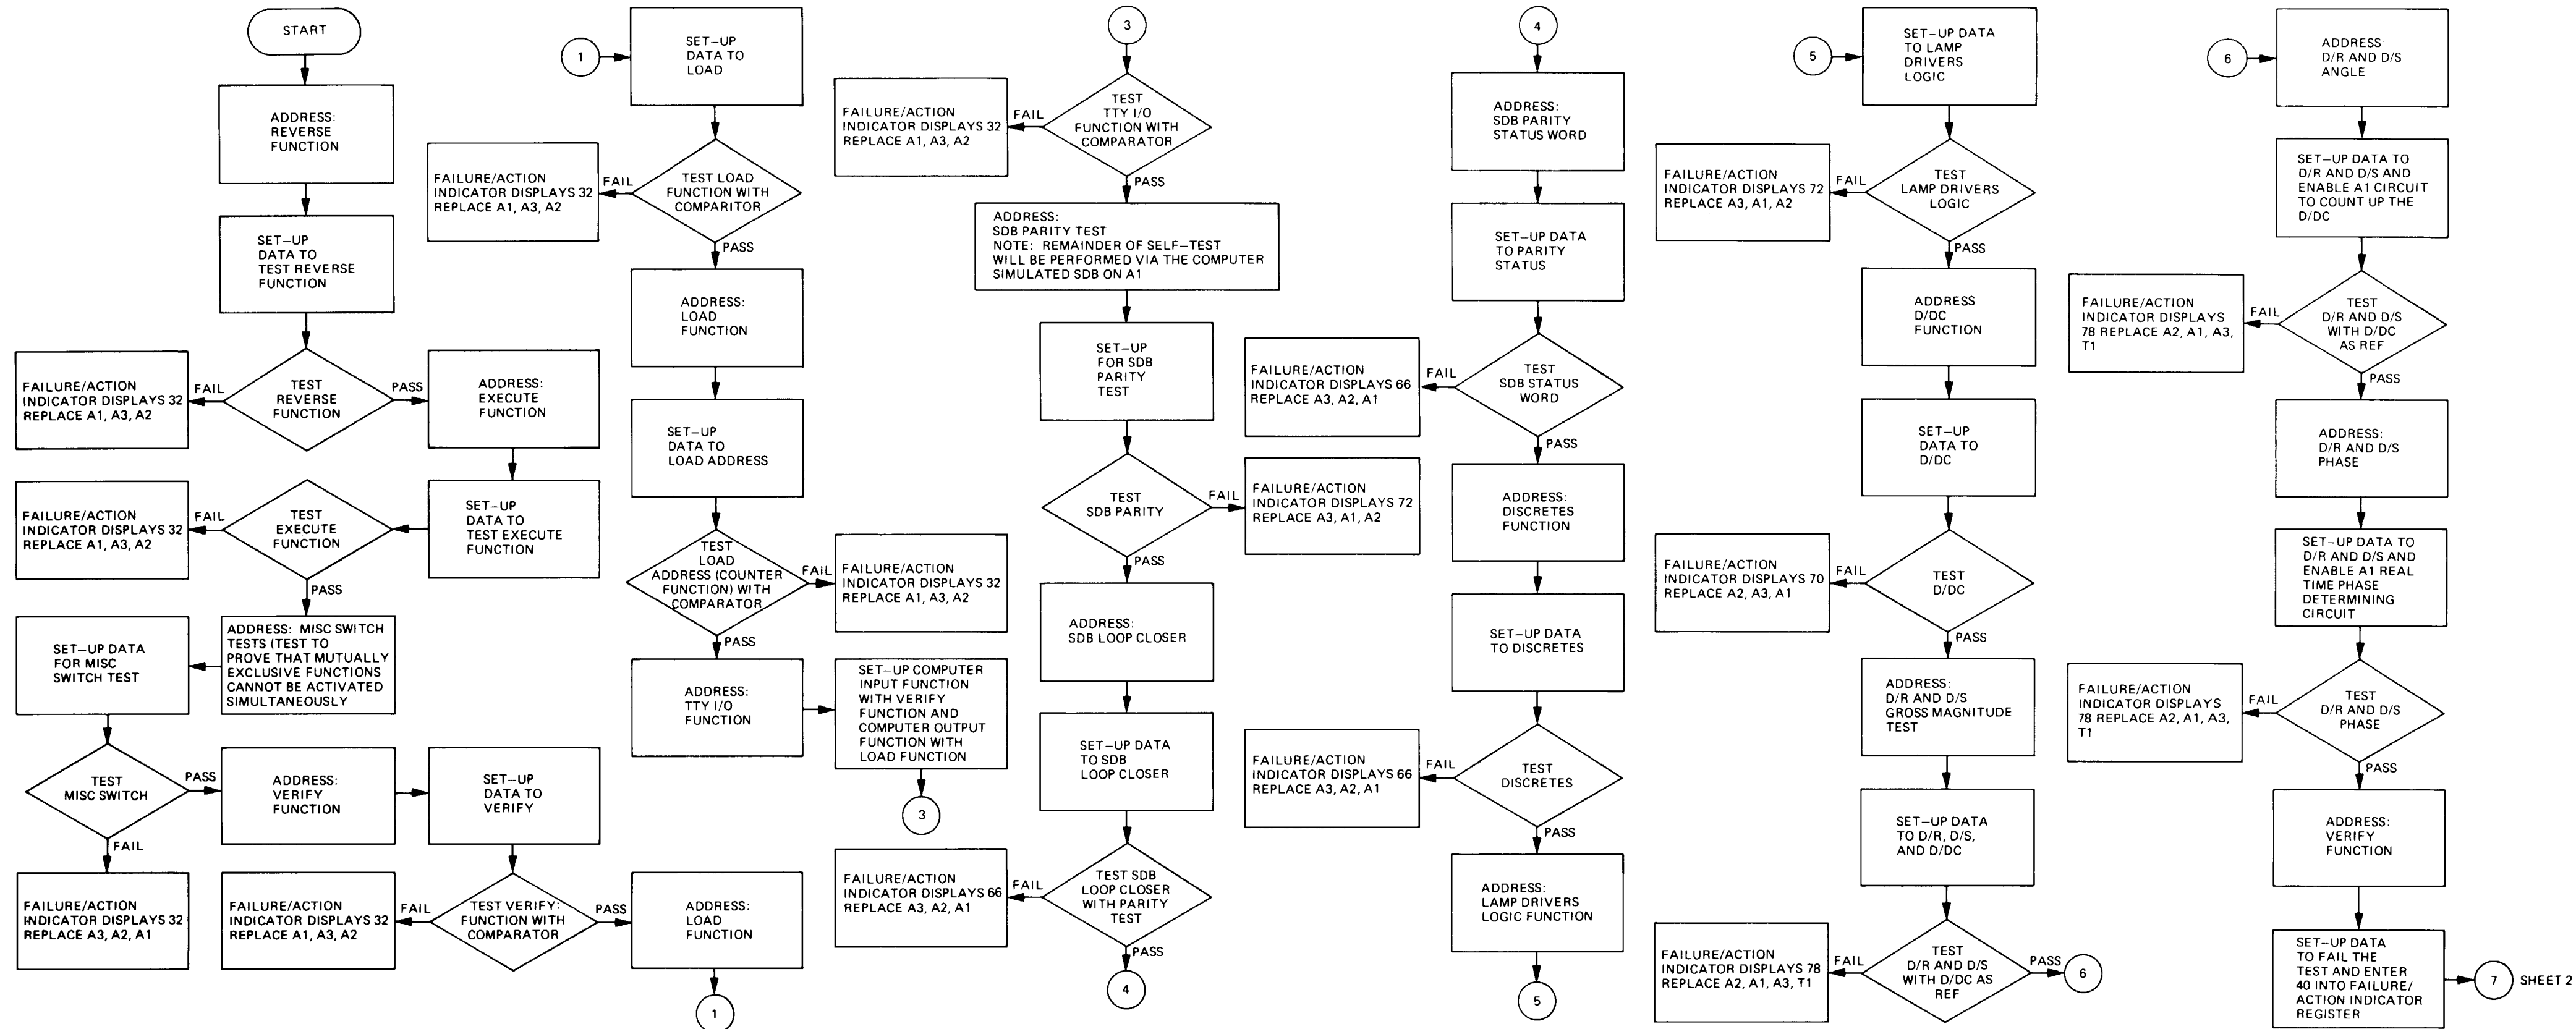 START
ADDRESS:
REVERSE
FUNCTION
SET–UP
DATA TO
TEST REVERSE
FUNCTION
TEST
REVERSE
FUNCTION
FAIL
FAILURE/ACTION
INDICATOR DISPLAYS 32
REPLACE A1, A3, A2
PASS
ADDRESS:
EXECUTE
FUNCTION
SET–UP
DATA TO
TEST EXECUTE
FUNCTION
TEST
EXECUTE
FUNCTION
FAIL
FAILURE/ACTION
INDICATOR DISPLAYS 32
REPLACE A1, A3, A2
PASS
ADDRESS: MISC SWITCH
TESTS (TEST TO
PROVE THAT MUTUALLY
EXCLUSIVE FUNCTIONS
CANNOT BE ACTIVATED
SIMULTANEOUSLY
SET–UP DATA
FOR MISC
SWITCH TEST
TEST
MISC SWITCH
FAIL
FAILURE/ACTION
INDICATOR DISPLAYS 32
REPLACE A3, A2, A1
PASS
ADDRESS:
VERIFY
FUNCTION
SET–UP
DATA TO
VERIFY
TEST VERIFY:
FUNCTION WITH
COMPARATOR
FAIL
FAILURE/ACTION
INDICATOR DISPLAYS 32
REPLACE A1, A3, A2
PASS
ADDRESS:
LOAD
FUNCTION
1
1
SET–UP
DATA TO
LOAD
TEST LOAD
FUNCTION WITH
COMPARITOR
FAIL
FAILURE/ACTION
INDICATOR DISPLAYS 32
REPLACE A1, A3, A2
PASS
ADDRESS:
LOAD
FUNCTION
SET–UP
DATA TO
LOAD ADDRESS
TEST
LOAD
ADDRESS (COUNTER
FUNCTION) WITH
COMPARATOR
FAIL
FAILURE/ACTION
INDICATOR DISPLAYS 32
REPLACE A1, A3, A2
PASS
ADDRESS:
TTY I/O
FUNCTION
SET–UP COMPUTER
INPUT FUNCTION
WITH VERIFY
FUNCTION AND
COMPUTER OUTPUT
FUNCTION WITH
LOAD FUNCTION
3
3
TEST
TTY I/O
FUNCTION WITH
COMPARATOR
FAIL
FAILURE/ACTION
INDICATOR DISPLAYS 32
REPLACE A1, A3, A2
PASS
ADDRESS:
SDB PARITY TEST
NOTE: REMAINDER OF SELF–TEST
WILL BE PERFORMED VIA THE COMPUTER
SIMULATED SDB ON A1
SET–UP
FOR SDB
PARITY
TEST
TEST
SDB PARITY
FAIL
FAILURE/ACTION
INDICATOR DISPLAYS 72
REPLACE A3, A1, A2
PASS
ADDRESS:
SDB LOOP CLOSER
SET–UP DATA
TO SDB
LOOP CLOSER
TEST SDB
LOOP CLOSER
WITH PARITY
TEST
FAIL
FAILURE/ACTION
INDICATOR DISPLAYS 66
REPLACE A3, A2, A1
PASS
4
4
ADDRESS:
SDB PARITY
STATUS WORD
SET–UP DATA
TO PARITY
STATUS
TEST
SDB STATUS
WORD
FAIL
FAILURE/ACTION
INDICATOR DISPLAYS 66
REPLACE A3, A2, A1
PASS
ADDRESS:
DISCRETES
FUNCTION
SET–UP DATA
TO DISCRETES
TEST
DISCRETES
FAIL
FAILURE/ACTION
INDICATOR DISPLAYS 66
REPLACE A3, A2, A1
PASS
ADDRESS:
LAMP DRIVERS
LOGIC FUNCTION
5
5
SET–UP DATA
TO LAMP
DRIVERS
LOGIC
TEST
LAMP DRIVERS
LOGIC
FAIL
FAILURE/ACTION
INDICATOR DISPLAYS 72
REPLACE A3, A1, A2
PASS
ADDRESS
D/DC
FUNCTION
SET–UP
DATA TO
D/DC
TEST
D/DC
FAIL
FAILURE/ACTION
INDICATOR DISPLAYS 70
REPLACE A2, A3, A1
PASS
ADDRESS:
D/R AND D/S
GROSS MAGNITUDE
TEST
SET–UP DATA
TO D/R, D/S,
AND D/DC
TEST
D/R AND D/S
WITH D/DC AS
REF
FAIL
FAILURE/ACTION
INDICATOR DISPLAYS 78
REPLACE A2, A1, A3, T1
PASS
6
6
ADDRESS:
D/R AND D/S
ANGLE
SET–UP DATA TO
D/R AND D/S AND
ENABLE A1 CIRCUIT
TO COUNT UP THE
D/DC
TEST
D/R AND D/S
WITH D/DC
AS REF
FAIL
FAILURE/ACTION
INDICATOR DISPLAYS
78 REPLACE A2, A1, A3,
T1
PASS
ADDRESS:
D/R AND D/S
PHASE
SET–UP DATA TO
D/R AND D/S AND
ENABLE A1 REAL
TIME PHASE
DETERMINING
CIRCUIT
TEST
D/R AND D/S
PHASE
FAIL
FAILURE/ACTION
INDICATOR DISPLAYS
78 REPLACE A2, A1, A3,
T1
PASS
ADDRESS:
VERIFY
FUNCTION
SET–UP DATA
TO FAIL THE
TEST AND ENTER
40 INTO FAILURE/
ACTION INDICATOR
REGISTER
7 SHEET 2